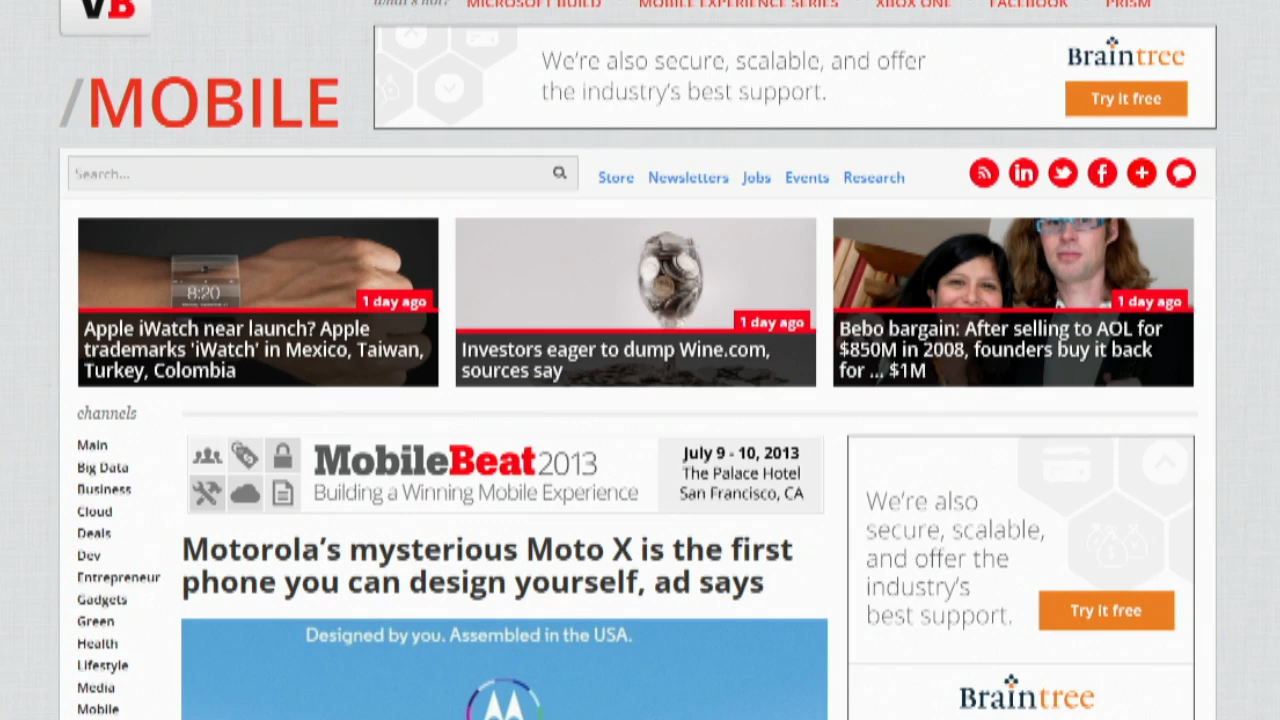 VB
what's hot? MICROSOFT BUILD MOBILE EXPERIENCE SERIES XBOX ONE FACEBOOK PRISM
/MOBILE
We're also secure, scalable, and offer
the industry's best support.
Braintree
Try it free
Search...
Store Newsletters Jobs Events Research
8:20
1 day ago
Apple iWatch near launch? Apple
trademarks 'iWatch' in Mexico, Taiwan,
Turkey, Colombia
1 day ago
Investors eager to dump Wine.com,
sources say
1 day ago
Bebo bargain: After selling to AOL for
$850M in 2008, founders buy it back
for ... $1M
channels
Main
Big Data
Business
Cloud
Deals
Dev
Entrepreneur
Gadgets
Green
Health
Lifestyle
Media
Mobile
MobileBeat 2013
Building a Winning Mobile Experience
July 9 - 10, 2013
The Palace Hotel
San Francisco, CA
Motorola's mysterious Moto X is the first
phone you can design yourself, ad says
Designed by you. Assembled in the USA.
We're also
secure, scalable,
and offer the
industry's
best support.
Try it free
Braintree